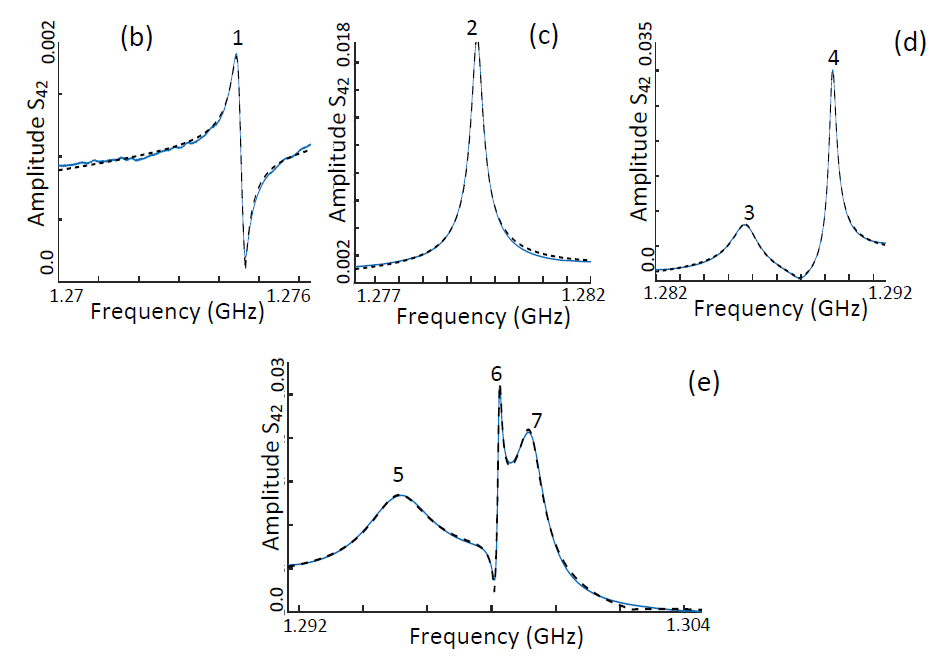 (b)
0.002
Amplitude S42
0.0
1
1.27
1.276
Frequency (GHz)
(c)
0.018
Amplitude S42
0.002
2
1.277
1.282
Frequency (GHz)
(d)
0.035
Amplitude S42
0.0
3
4
1.282
1.292
Frequency (GHz)
(e)
0.03
Amplitude S42
0.0
5
6
7
1.292
1.304
Frequency (GHz)